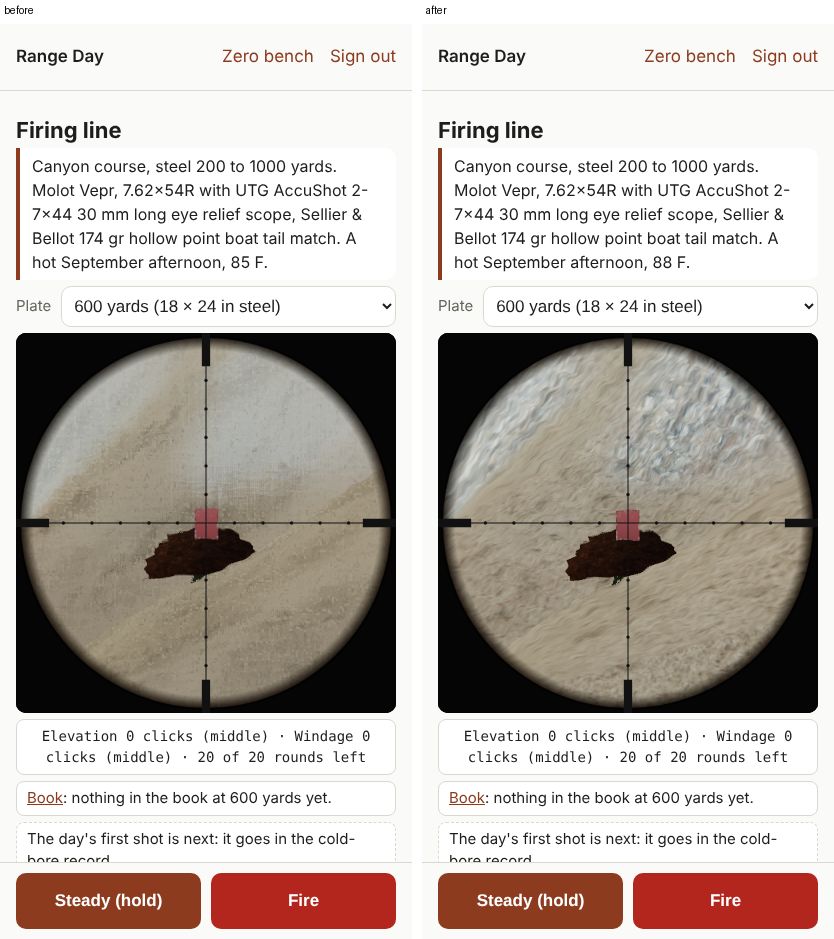 before
Range Day
Zero bench
Sign out
Firing line
Canyon course, steel 200 to 1000 yards.
Molot Vepr, 7.62×54R with UTG AccuShot 2-
7×44 30 mm long eye relief scope, Sellier &
Bellot 174 gr hollow point boat tail match. A
hot September afternoon, 85 F.
Plate
600 yards (18 × 24 in steel)
Elevation 0 clicks (middle) · Windage 0
clicks (middle) · 20 of 20 rounds left
Book: nothing in the book at 600 yards yet.
The day's first shot is next: it goes in the cold-
bore record
Steady (hold)
Fire
after
Range Day
Zero bench
Sign out
Firing line
Canyon course, steel 200 to 1000 yards.
Molot Vepr, 7.62×54R with UTG AccuShot 2-
7×44 30 mm long eye relief scope, Sellier &
Bellot 174 gr hollow point boat tail match. A
hot September afternoon, 88 F.
Plate
600 yards (18 × 24 in steel)
Elevation 0 clicks (middle) · Windage 0
clicks (middle) · 20 of 20 rounds left
Book: nothing in the book at 600 yards yet.
The day's first shot is next: it goes in the cold-
bore record
Steady (hold)
Fire